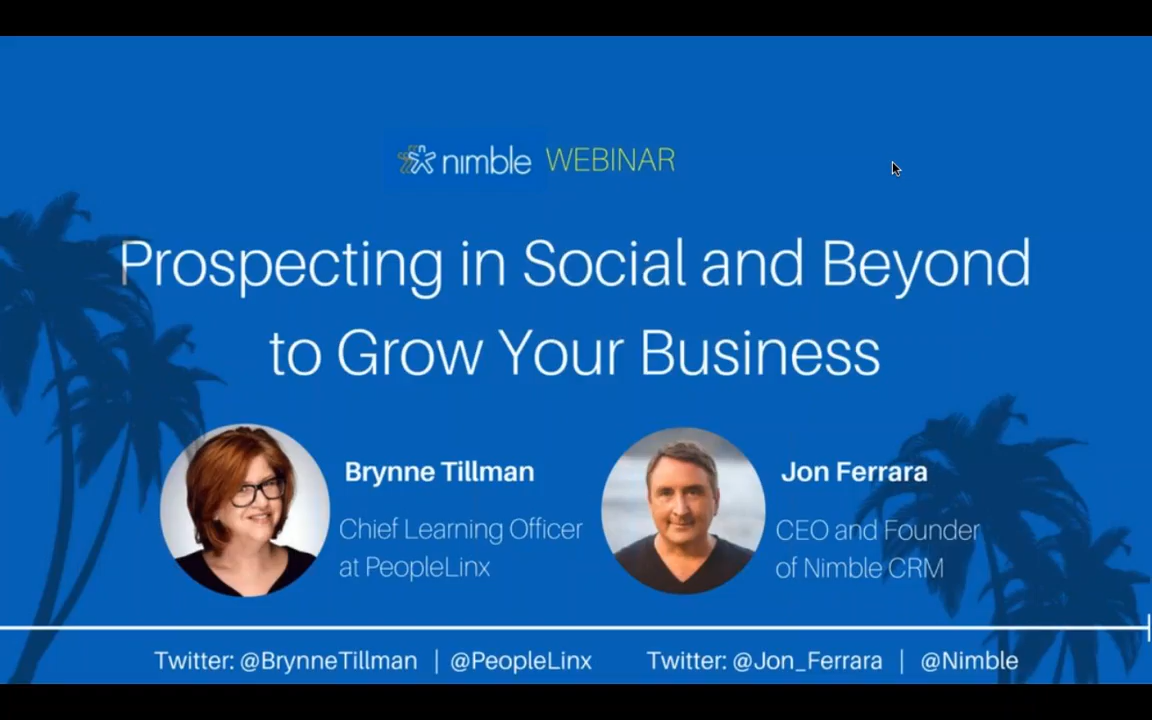 nimble WEBINAR
Prospecting in Social and Beyond
to Grow Your Business
Brynne Tillman
Chief Learning Officer
at PeopleLinx
Jon Ferrara
CEO and Founder
of Nimble CRM
Twitter: @BrynneTillman | @PeopleLinx
Twitter: @Jon_Ferrara | @Nimble